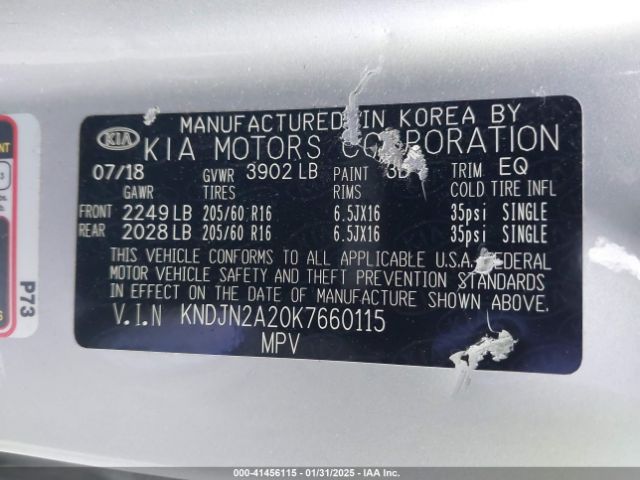 MANUFACTURED IN KOREA BY
KIA KIA MOTORS CORPORATION
07/18 GVWR 3902 LB PAINT 3D TRIM EQ
GAWR TIRES RIMS COLD TIRE INFL
FRONT 2249 LB 205/60 R16 6.5JX16 35psi SINGLE
REAR 2028 LB 205/60 R16 6.5JX16 35psi SINGLE
THIS VEHICLE CONFORMS TO ALL APPLICABLE U.S.A. FEDERAL
MOTOR VEHICLE SAFETY AND THEFT PREVENTION STANDARDS
IN EFFECT ON THE DATE OF MANUFACTURE SHOWN ABOVE.
V.I.N KNDJN2A20K7660115
MPV
P73
000-41456115 - 01/31/2025 - IAAI.CA